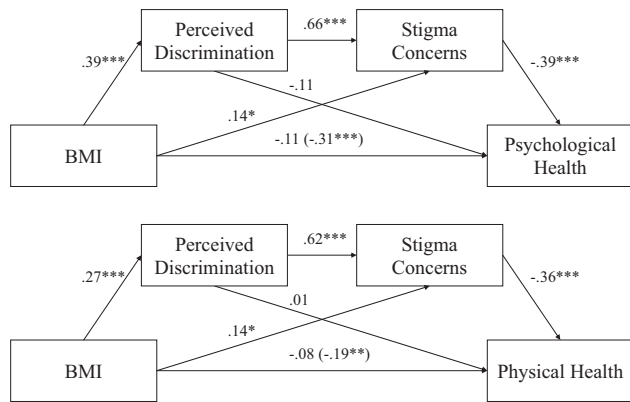 Perceived
Discrimination
.66***
Stigma
Concerns
.39***
-.39***
-.11
.14*
-.11 (-.31***)
BMI
Psychological
Health
Perceived
Discrimination
.62***
Stigma
Concerns
.27***
-.36***
.01
.14*
-.08 (-.19**)
BMI
Physical Health